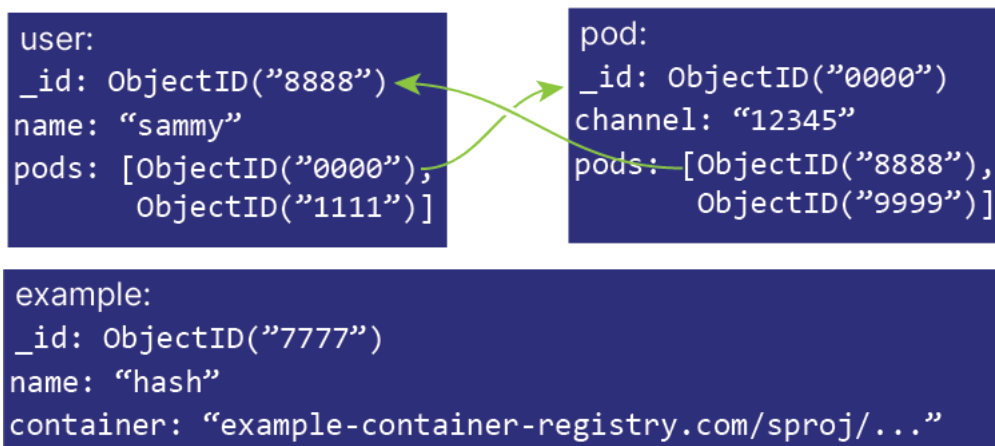 user:
_id: ObjectID(”8888”)
name: “sammy”
pods: [ObjectID(”0000”),
ObjectID(”1111”)]
pod:
_id: ObjectID(”0000”)
channel: “12345”
pods: [ObjectID(”8888”),
ObjectID(”9999”)]
example:
_id: ObjectID(”7777”)
name: “hash”
container: “example-container-registry.com/sproj/...”